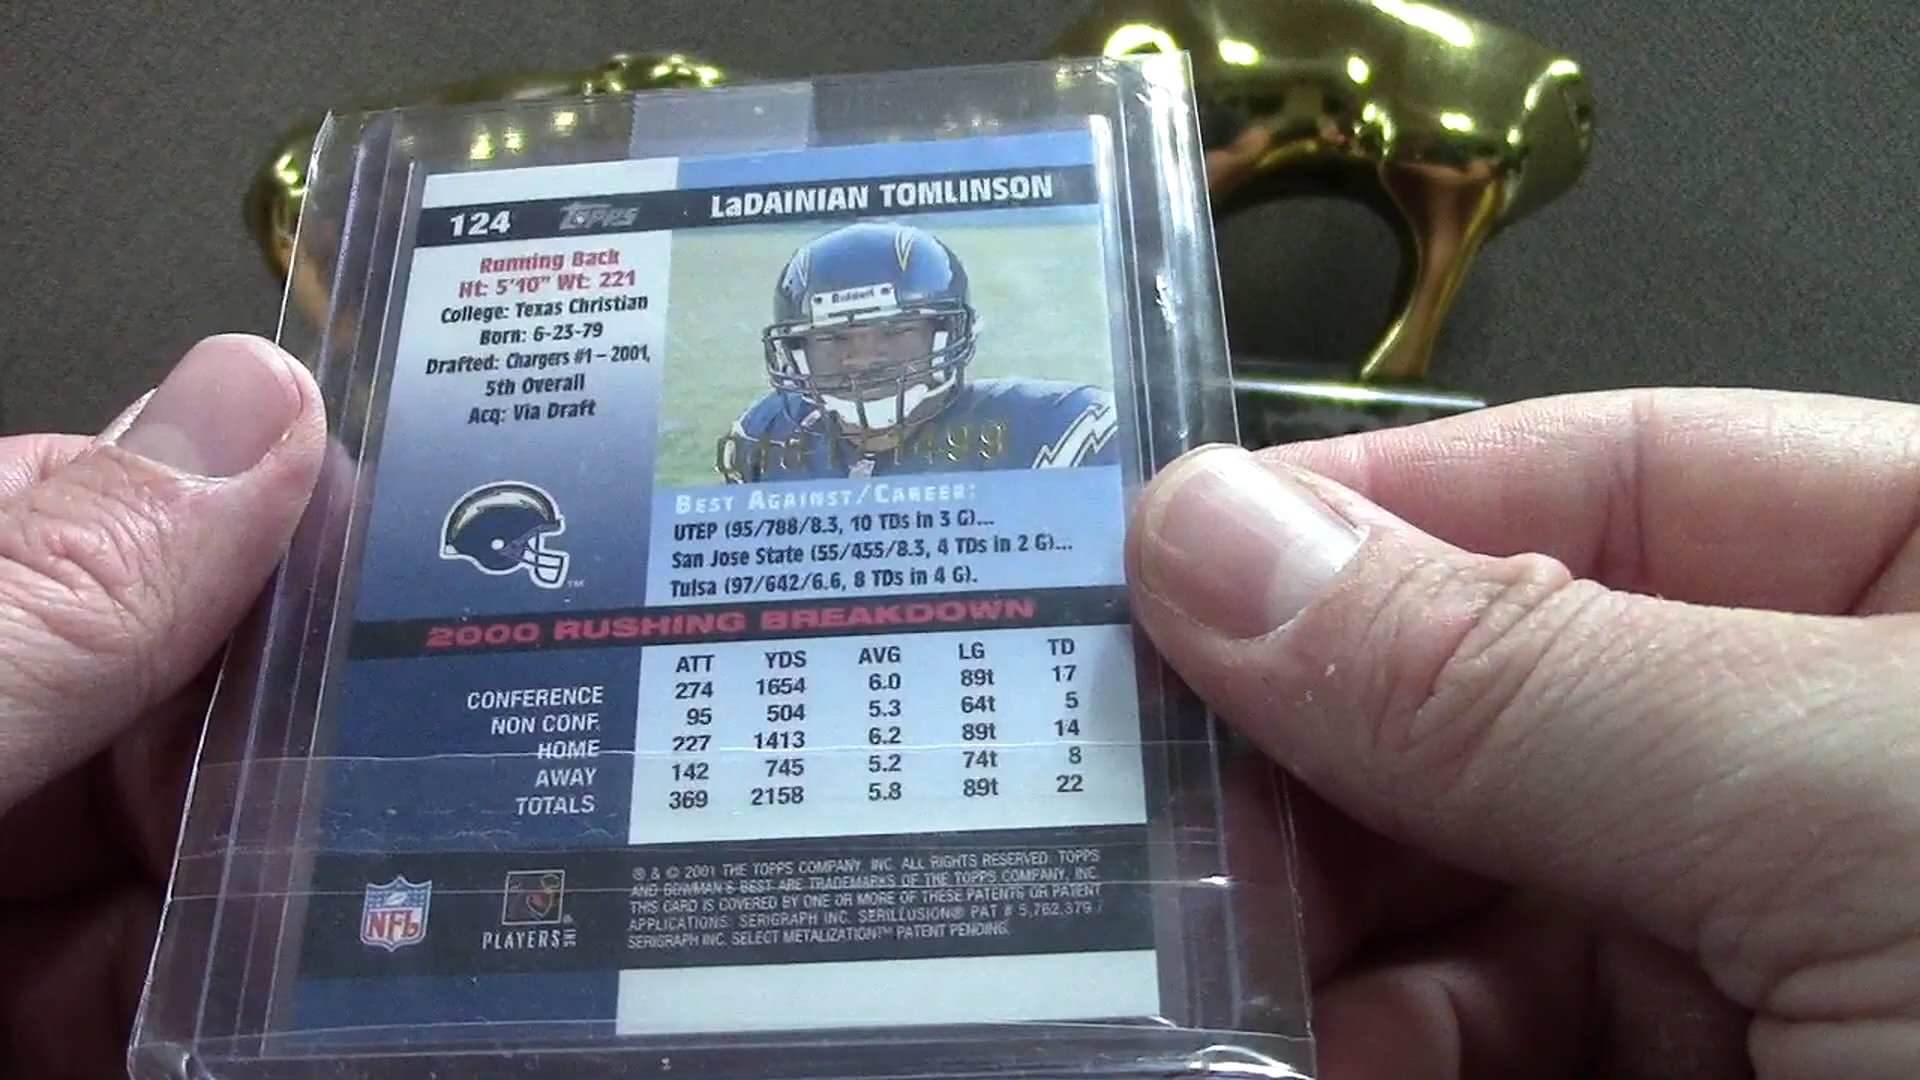 124 TOPPS LaDAINIAN TOMLINSON
Running Back
Ht: 5'10" Wt: 221
College: Texas Christian
Born: 6-23-79
Drafted: Chargers #1 – 2001,
5th Overall
Acq: Via Draft
Riddell
BEST AGAINST/CAREER:
UTEP (95/788/8.3, 10 TDs in 3 G)...
San Jose State (55/455/8.3, 4 TDs in 2 G)...
Tulsa (97/642/6.6, 8 TDs in 4 G).
2000 RUSHING BREAKDOWN
ATT YDS AVG LG TD
CONFERENCE 274 1654 6.0 89t 17
NON CONF. 95 504 5.3 64t 5
HOME 227 1413 6.2 89t 14
AWAY 142 745 5.2 74t 8
TOTALS 369 2158 5.8 89t 22
NFL
PLAYERS INC
® & © 2001 THE TOPPS COMPANY, INC. ALL RIGHTS RESERVED. TOPPS
AND BOWMAN'S BEST ARE TRADEMARKS OF THE TOPPS COMPANY, INC.
THIS CARD IS COVERED BY ONE OR MORE OF THESE PATENTS OR PATENT
APPLICATIONS: SERIGRAPH INC. SERILLUSION® PAT # 5,762,379 /
SERIGRAPH INC. SELECT METALIZATION™ PATENT PENDING.